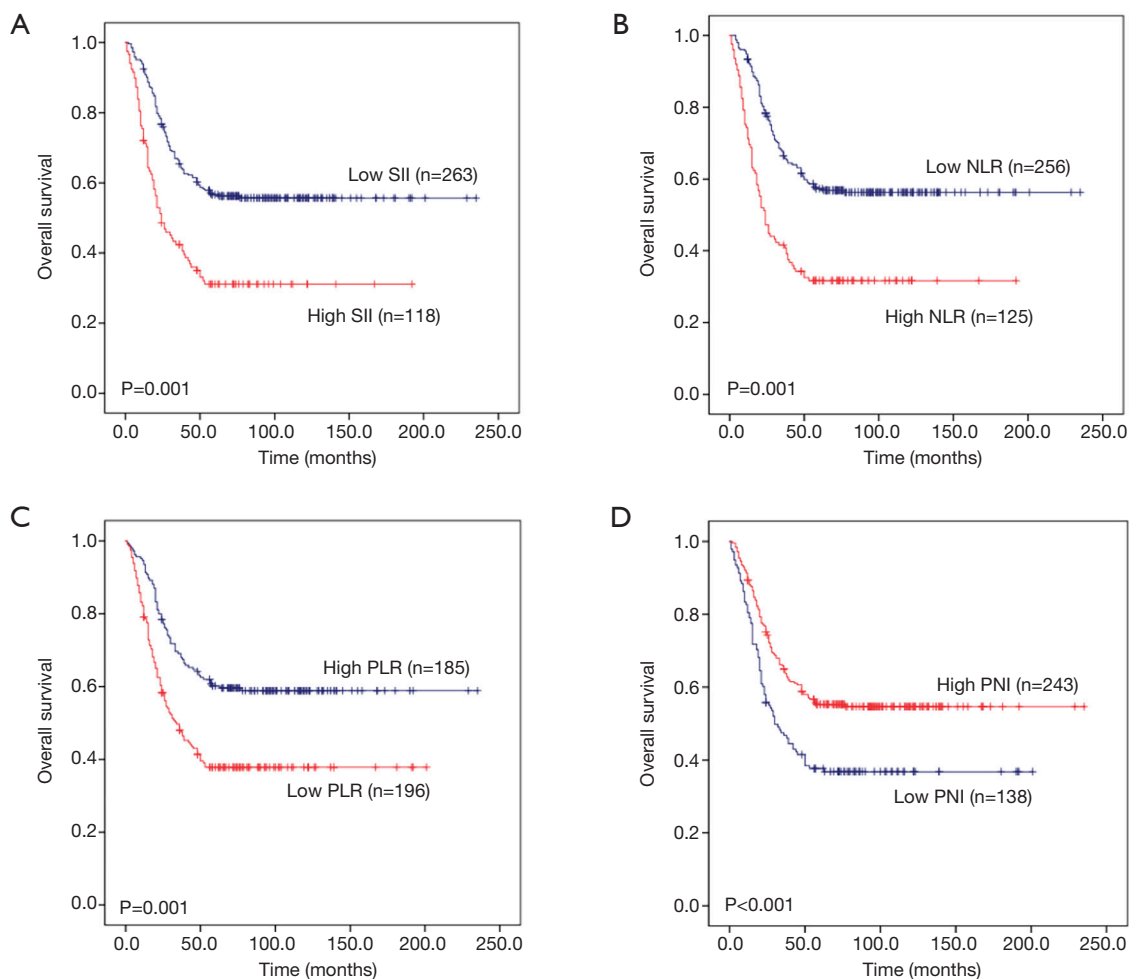 A
1.0
0.8
0.6
0.4
0.2
0.0
Overall survival
Low SII (n=263)
High SII (n=118)
P=0.001
0.0 50.0 100.0 150.0 200.0 250.0
Time (months)
B
1.0
0.8
0.6
0.4
0.2
0.0
Overall survival
Low NLR (n=256)
High NLR (n=125)
P=0.001
0.0 50.0 100.0 150.0 200.0 250.0
Time (months)
C
1.0
0.8
0.6
0.4
0.2
0.0
Overall survival
High PLR (n=185)
Low PLR (n=196)
P=0.001
0.0 50.0 100.0 150.0 200.0 250.0
Time (months)
D
1.0
0.8
0.6
0.4
0.2
0.0
Overall survival
High PNI (n=243)
Low PNI (n=138)
P<0.001
0.0 50.0 100.0 150.0 200.0 250.0
Time (months)